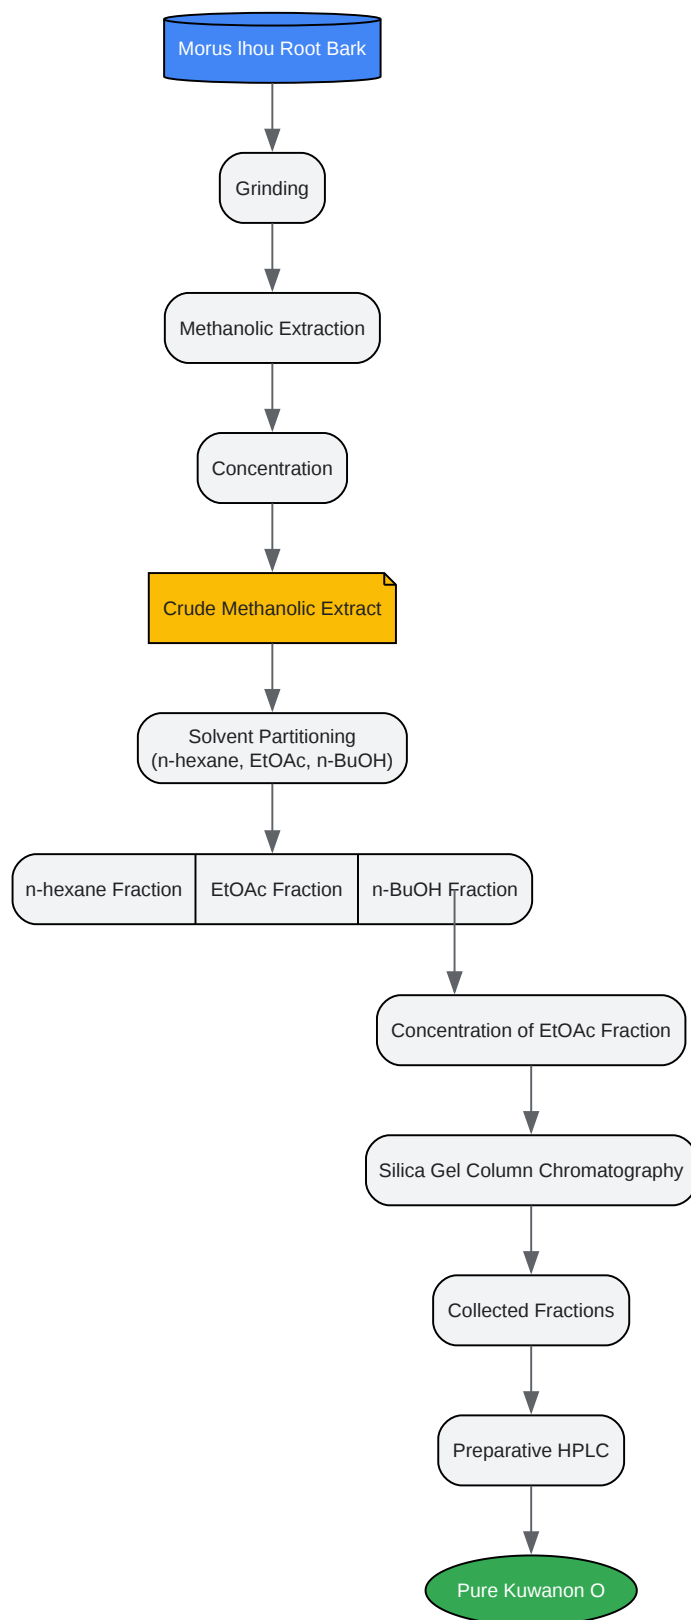 Morus lhou Root Bark
Grinding
Methanolic Extraction
Concentration
Crude Methanolic Extract
Solvent Partitioning
(n-hexane, EtOAc, n-BuOH)
n-hexane Fraction
EtOAc Fraction
n-BuOH Fraction
Concentration of EtOAc Fraction
Silica Gel Column Chromatography
Collected Fractions
Preparative HPLC
Pure Kuwanon O